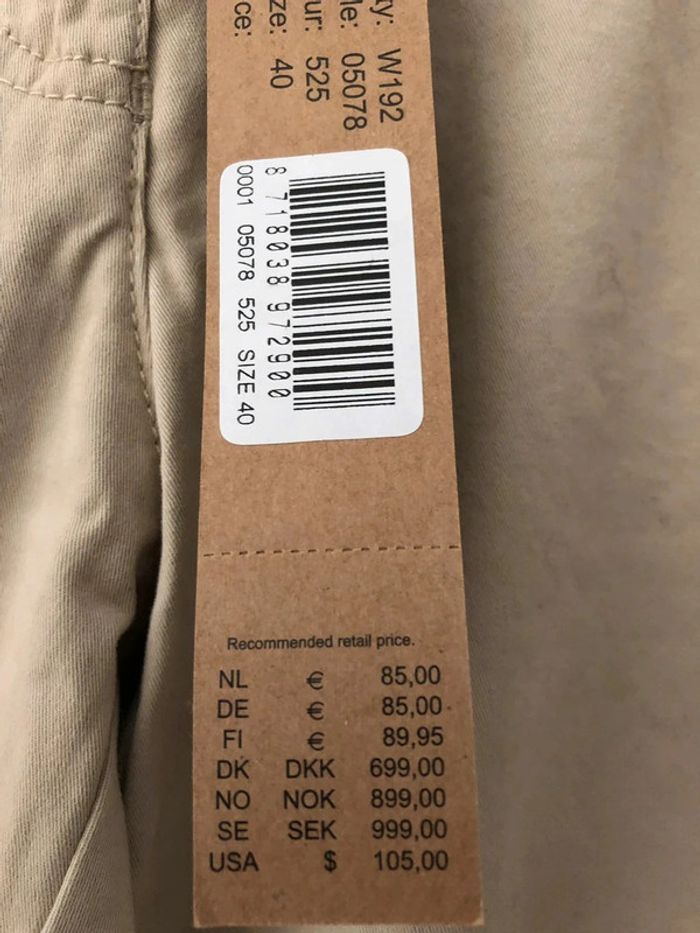 ty: W192
le: 05078
ur: 525
ze: 40
ce:
8 718038 972900
0001 05078 525 SIZE 40
Recommended retail price.
NL € 85,00
DE € 85,00
FI € 89,95
DK DKK 699,00
NO NOK 899,00
SE SEK 999,00
USA $ 105,00